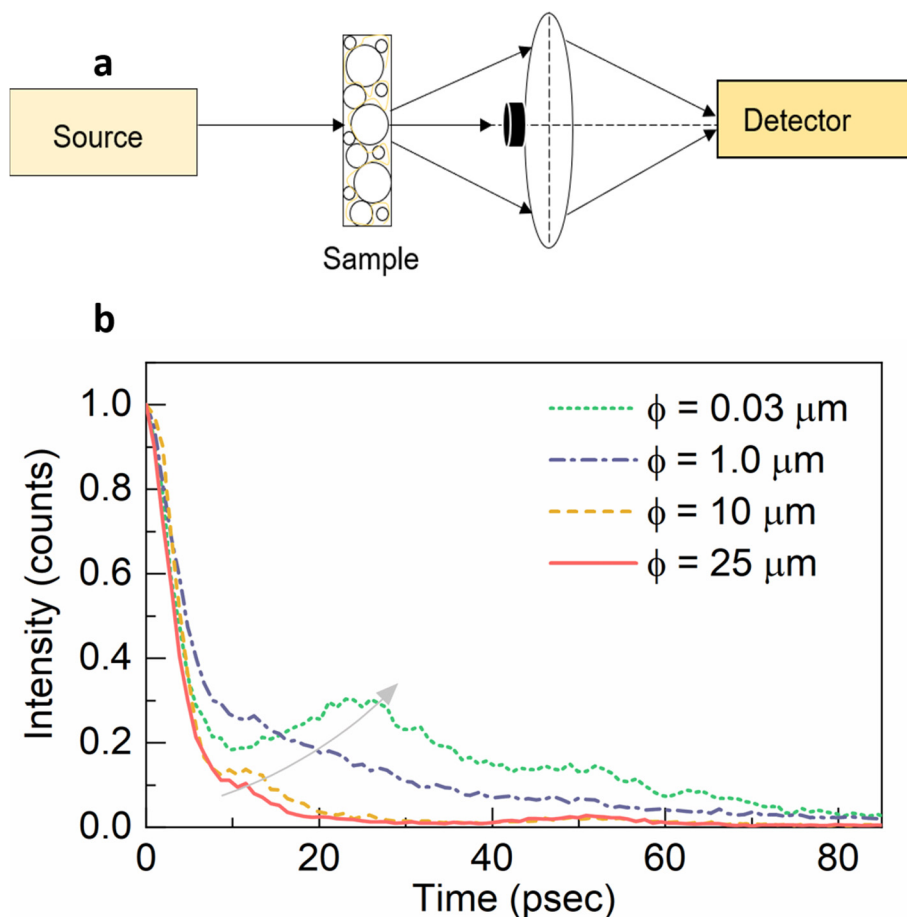 a
Source
Detector
Sample
b
Intensity (counts)
1.0
0.8
0.6
0.4
0.2
0.0
ϕ = 0.03 μm
ϕ = 1.0 μm
ϕ = 10 μm
ϕ = 25 μm
0 20 40 60 80
Time (psec)